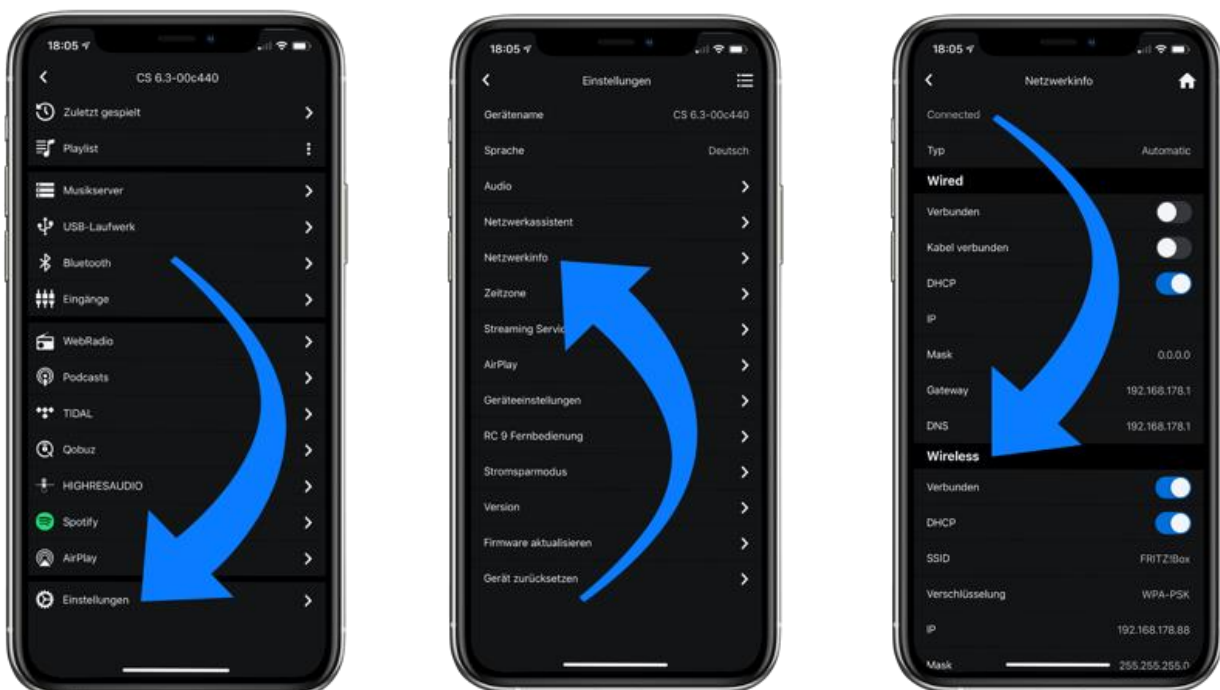 18:05
CS 6.3-00c440
Zuletzt gespielt
Playlist
Musikserver
USB-Laufwerk
Bluetooth
Eingänge
WebRadio
Podcasts
TIDAL
Qobuz
HIGHRESAUDIO
Spotify
AirPlay
Einstellungen
18:05
Einstellungen
Gerätename CS 6.3-00c440
Sprache Deutsch
Audio
Netzwerkassistent
Netzwerkinfo
Zeitzone
Streaming Servic
AirPlay
Geräteeinstellungen
RC 9 Fernbedienung
Stromsparmodus
Version
Firmware aktualisieren
Gerät zurücksetzen
18:05
Netzwerkinfo
Connected
Typ Automatic
Wired
Verbunden
Kabel verbunden
DHCP
IP
Mask 0.0.0.0
Gateway 192.168.178.1
DNS 192.168.178.1
Wireless
Verbunden
DHCP
SSID FRITZ!Box
Verschlüsselung WPA-PSK
IP 192.168.178.88
Mask 255.255.255.0